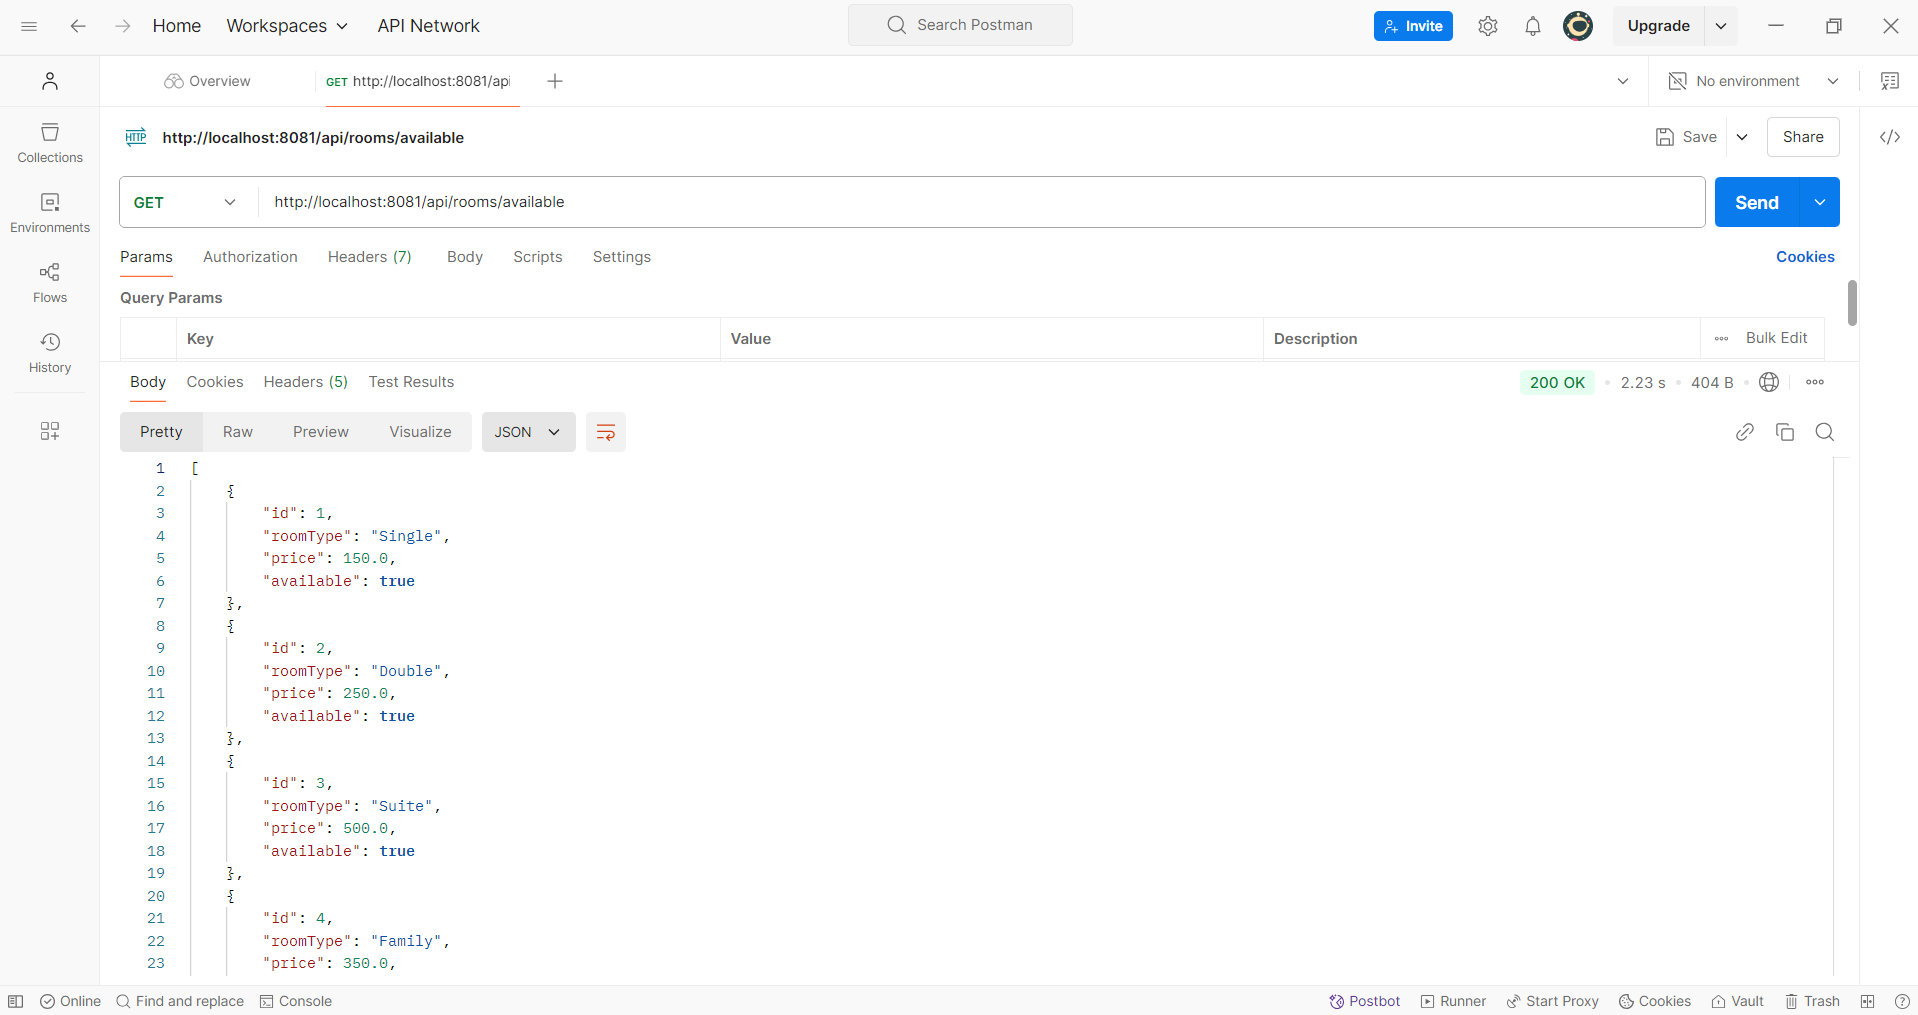 Home Workspaces API Network Search Postman Invite Upgrade
Overview GET http://localhost:8081/api No environment
HTTP http://localhost:8081/api/rooms/available Save Share
Collections
Environments
Flows
History
GET http://localhost:8081/api/rooms/available Send
Params Authorization Headers (7) Body Scripts Settings Cookies
Query Params
Key Value Description Bulk Edit
Body Cookies Headers (5) Test Results 200 OK 2.23 s 404 B
Pretty Raw Preview Visualize JSON
1 [
2 {
3 "id": 1,
4 "roomType": "Single",
5 "price": 150.0,
6 "available": true
7 },
8 {
9 "id": 2,
10 "roomType": "Double",
11 "price": 250.0,
12 "available": true
13 },
14 {
15 "id": 3,
16 "roomType": "Suite",
17 "price": 500.0,
18 "available": true
19 },
20 {
21 "id": 4,
22 "roomType": "Family",
23 "price": 350.0,
Online Find and replace Console Postbot Runner Start Proxy Cookies Vault Trash